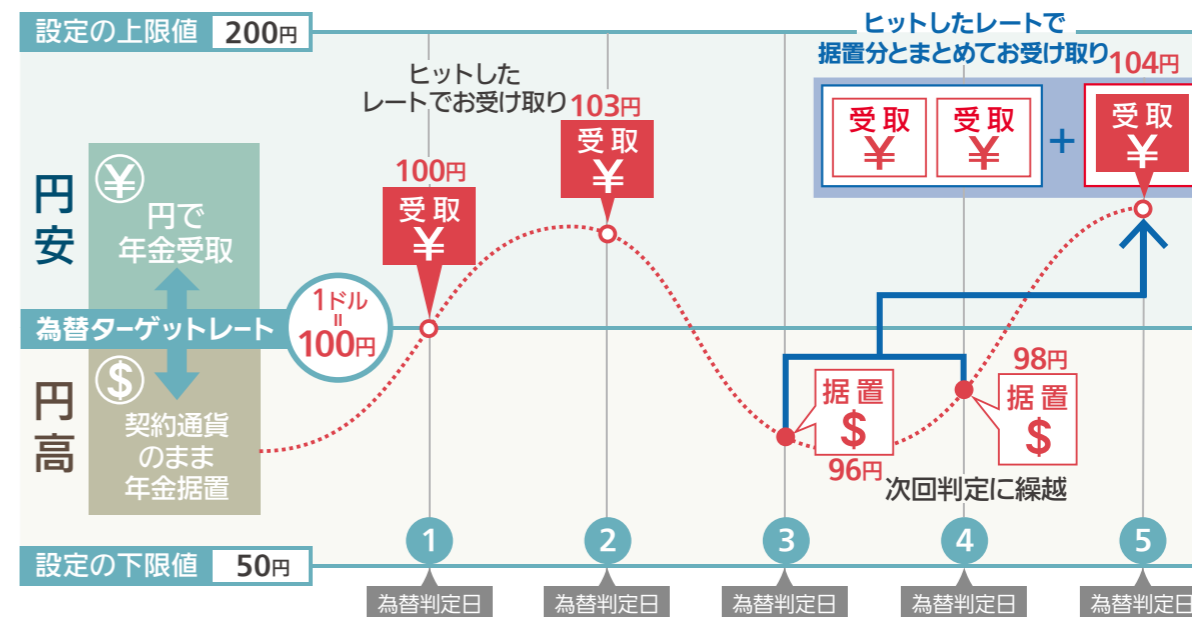 設定の上限値 200円
ヒットしたレートで
据置分とまとめてお受け取り
104円
受取
¥
受取
¥
+
受取
¥
ヒットした
レートでお受け取り
103円
受取
¥
100円
受取
¥
円安
¥
円で
年金受取
為替ターゲットレート
1ドル
=
100円
円高
$
契約通貨
のまま
年金据置
据置
$
96円
98円
据置
$
次回判定に繰越
1
2
3
4
5
設定の下限値 50円
為替判定日
為替判定日
為替判定日
為替判定日
為替判定日